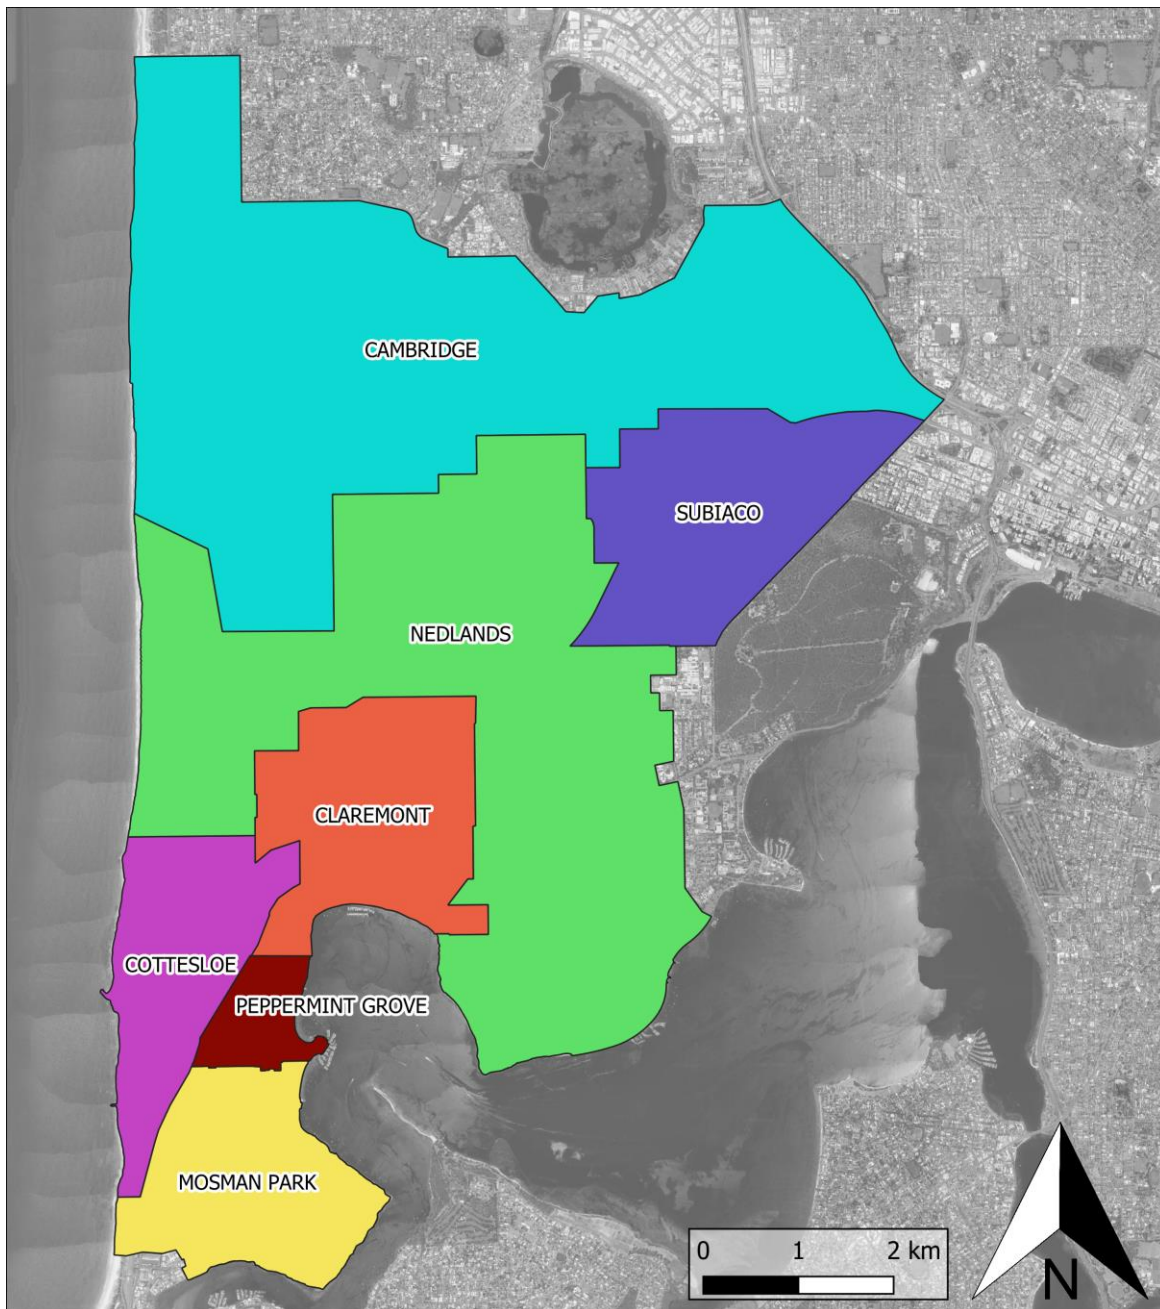 CAMBRIDGE
SUBIACO
NEDLANDS
CLAREMONT
COTTESLOE
PEPPERMINT GROVE
MOSMAN PARK
0 1 2 km
N